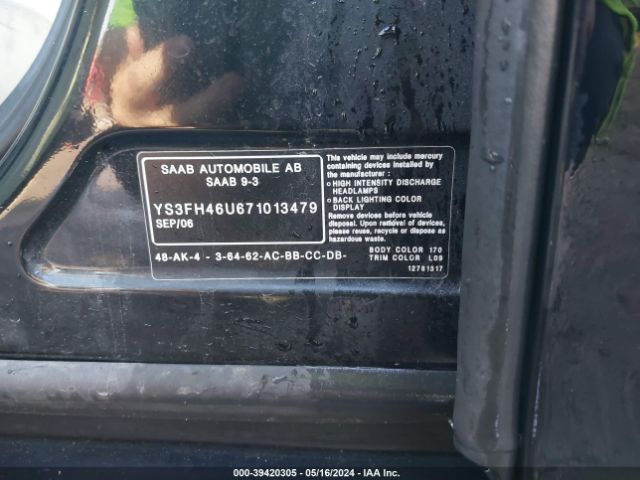 SAAB AUTOMOBILE AB
SAAB 9-3
YS3FH46U671013479
SEP/06
This vehicle may include mercury
containing devices installed by
manufacturer:
o HIGH INTENSITY DISCHARGE
HEADLAMPS
o BACK LIGHTING COLOR
DISPLAY
Remove devices before vehicle
disposal. Upon removal of devices,
please reuse, recycle or dispose as
hazardous waste.
48-AK-4 - 3-64-62-AC-BB-CC-DB-
BODY COLOR 170
TRIM COLOR L09
12781317
000-39420305 - 05/16/2024 - IAA Inc.